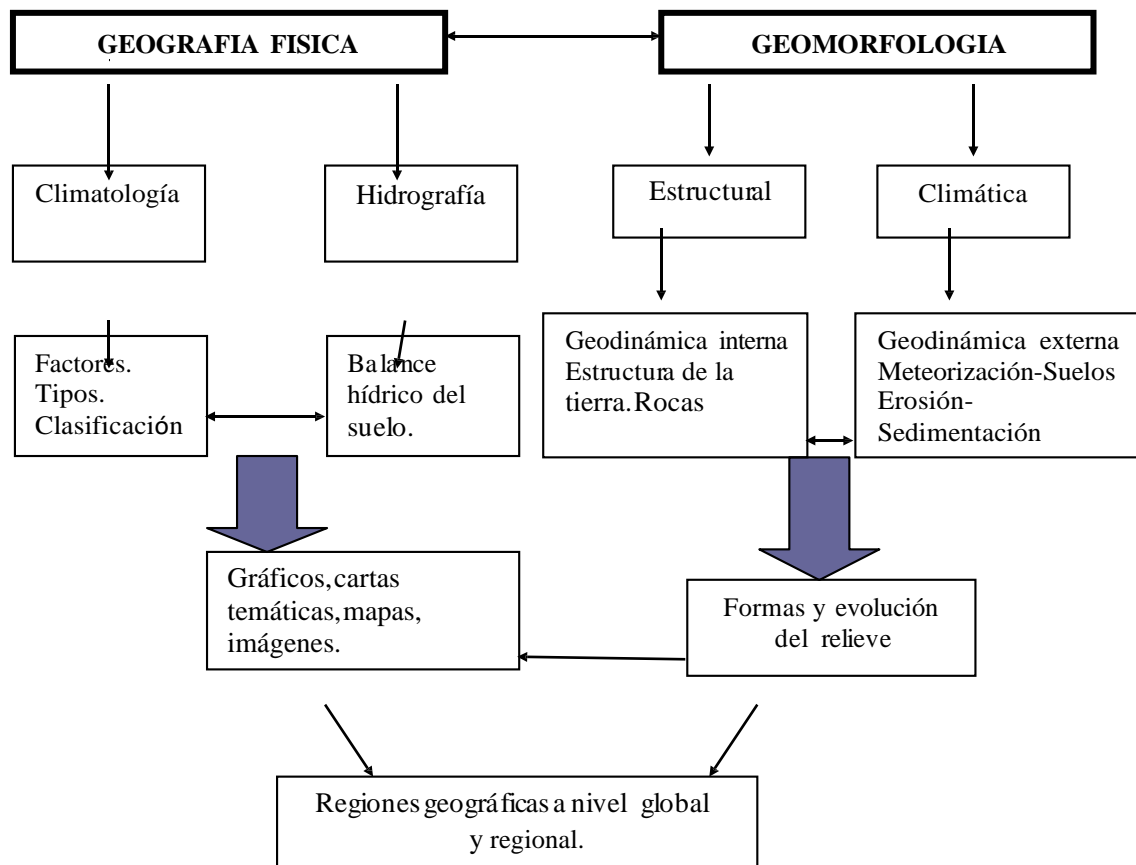 GEOGRAFIA FISICA
GEOMORFOLOGIA
Climatología
Hidrografía
Estructural
Climática
Factores.
Tipos.
Clasificación
Balance
hídrico del
suelo.
Geodinámica interna
Estructura de la
tierra.Rocas
Geodinámica externa
Meteorización-Suelos
Erosión-
Sedimentación
Gráficos,cartas
temáticas,mapas,
imágenes.
Formas y evolución
del relieve
Regiones geográficas a nivel global
y regional.